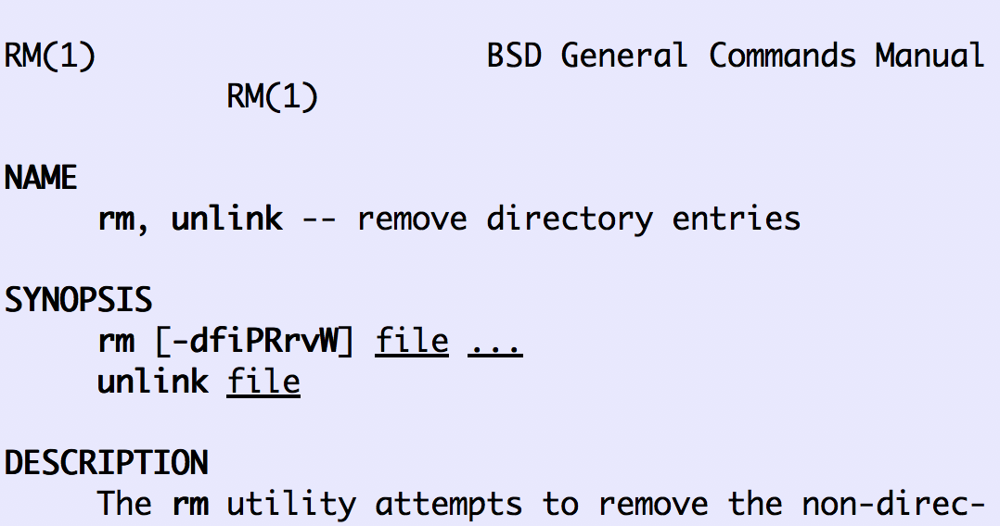 RM(1) BSD General Commands Manual
RM(1)
NAME
rm, unlink -- remove directory entries
SYNOPSIS
rm [-dfiPRrvW] file ...
unlink file
DESCRIPTION
The rm utility attempts to remove the non-direc-